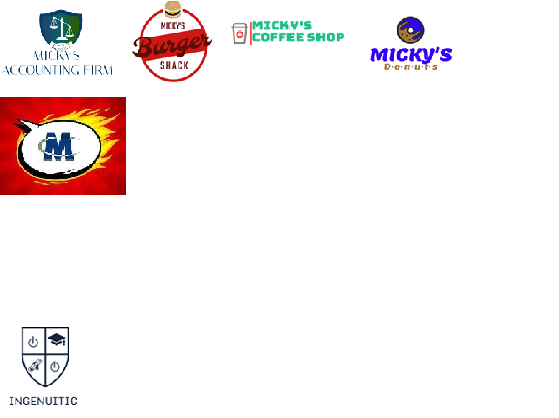 MICKY'S
ACCOUNTING FIRM
MICKY'S
Burger
SHACK
MICKY'S
COFFEE SHOP
MICKY'S
D•o•n•u•t•s
M
INGENUITIC